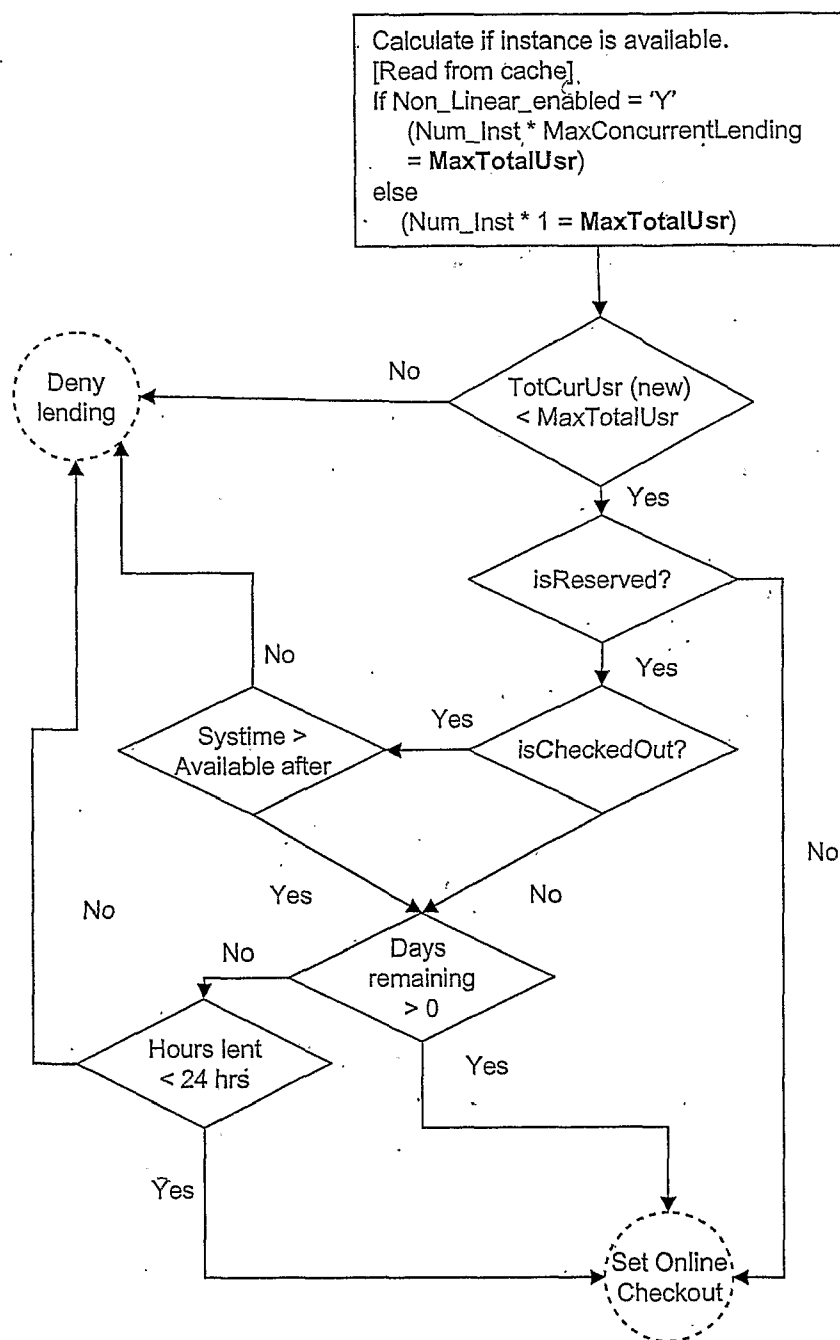 Calculate if instance is available.
[Read from cache]
If Non_Linear_enabled = 'Y'
(Num_Inst * MaxConcurrentLending
= MaxTotalUsr)
else
(Num_Inst * 1 = MaxTotalUsr)
No
Deny
lending
TotCurUsr (new)
< MaxTotalUsr
Yes
isReserved?
No
Yes
Yes
Systime >
Available after
isCheckedOut?
No
No
Yes
No
No
Days
remaining
> 0
Hours lent
< 24 hrs
Yes
Yes
Set Online
Checkout